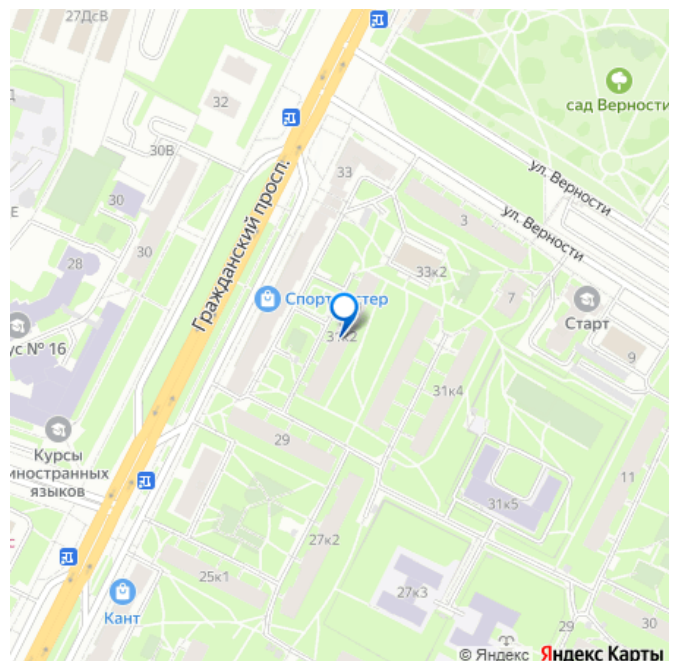 27ДсВ
сад Верности
32
30В
33
ул. Верности
30
Гражданский просп.
3
ул. Верности
30
28
33к2
7
Спортмастер
Старт
31к2
ус № 16
9
31к4
Курсы
иностранных
языков
29
11
31к5
27к2
25к1
27к3
Кант
29
30
© Яндекс Яндекс Карты